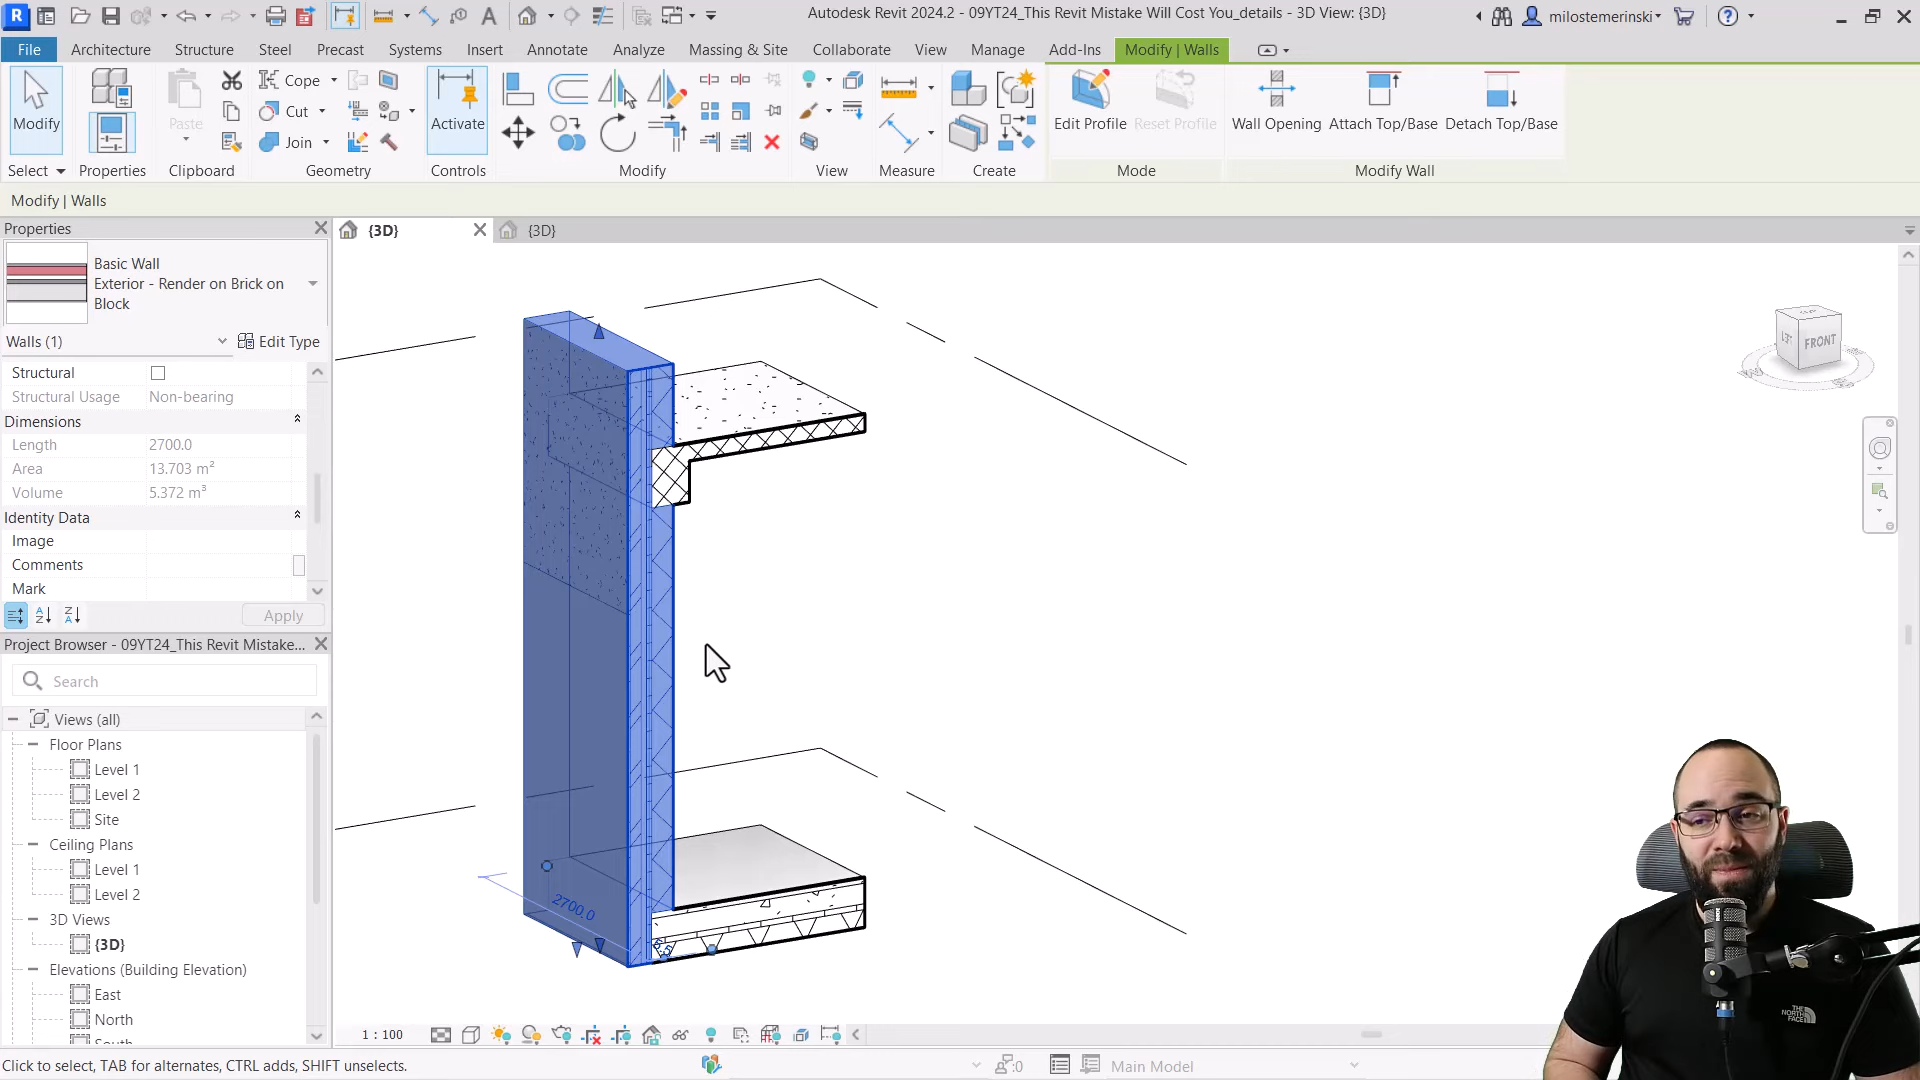 Autodesk Revit 2024.2 - 09YT24_This Revit Mistake Will Cost You_details - 3D View: {3D}
milostemerinski
File Architecture Structure Steel Precast Systems Insert Annotate Analyze Massing & Site Collaborate View Manage Add-Ins Modify | Walls
Modify
Paste
Cope
Cut
Join
Activate
Edit Profile Reset Profile Wall Opening Attach Top/Base Detach Top/Base
Select Properties Clipboard Geometry Controls Modify View Measure Create Mode Modify Wall
Modify | Walls
Properties
{3D} {3D}
Basic Wall
Exterior - Render on Brick on
Block
Walls (1) Edit Type
Structural
Structural Usage Non-bearing
Dimensions
Length 2700.0
Area 13.703 m²
Volume 5.372 m³
Identity Data
Image
Comments
Mark
Apply
Project Browser - 09YT24_This Revit Mistake...
Search
Views (all)
Floor Plans
Level 1
Level 2
Site
Ceiling Plans
Level 1
Level 2
3D Views
{3D}
Elevations (Building Elevation)
East
North
FRONT
2700.0
THE
NORTH
FACE
1 : 100
Click to select, TAB for alternates, CTRL adds, SHIFT unselects.
:0
Main Model